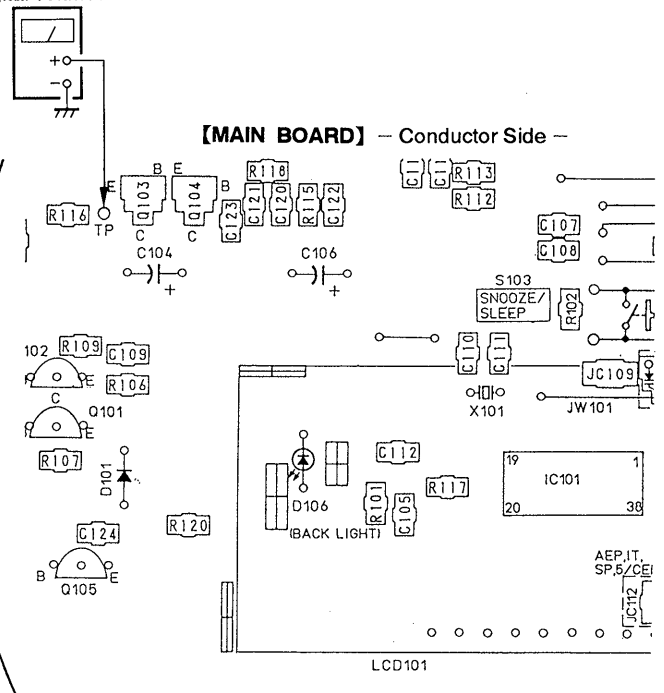 +
−
【MAIN BOARD】 — Conductor Side —
B E
R118
R113
E
Q103
Q104
B
C121
C120
R115
C122
R112
R116
TP
C
C
C123
C107
C108
C104
+
C106
+
S103
SNOOZE/
SLEEP
R102
102
R109
C109
C110
C111
JC109
E
R106
X101
JW101
C
Q101
E
R107
D101
C112
19
1
IC101
D106
R101
C105
R117
20
38
(BACK LIGHT)
R120
C124
AEP,IT,
B
E
Q105
JC112
LCD101